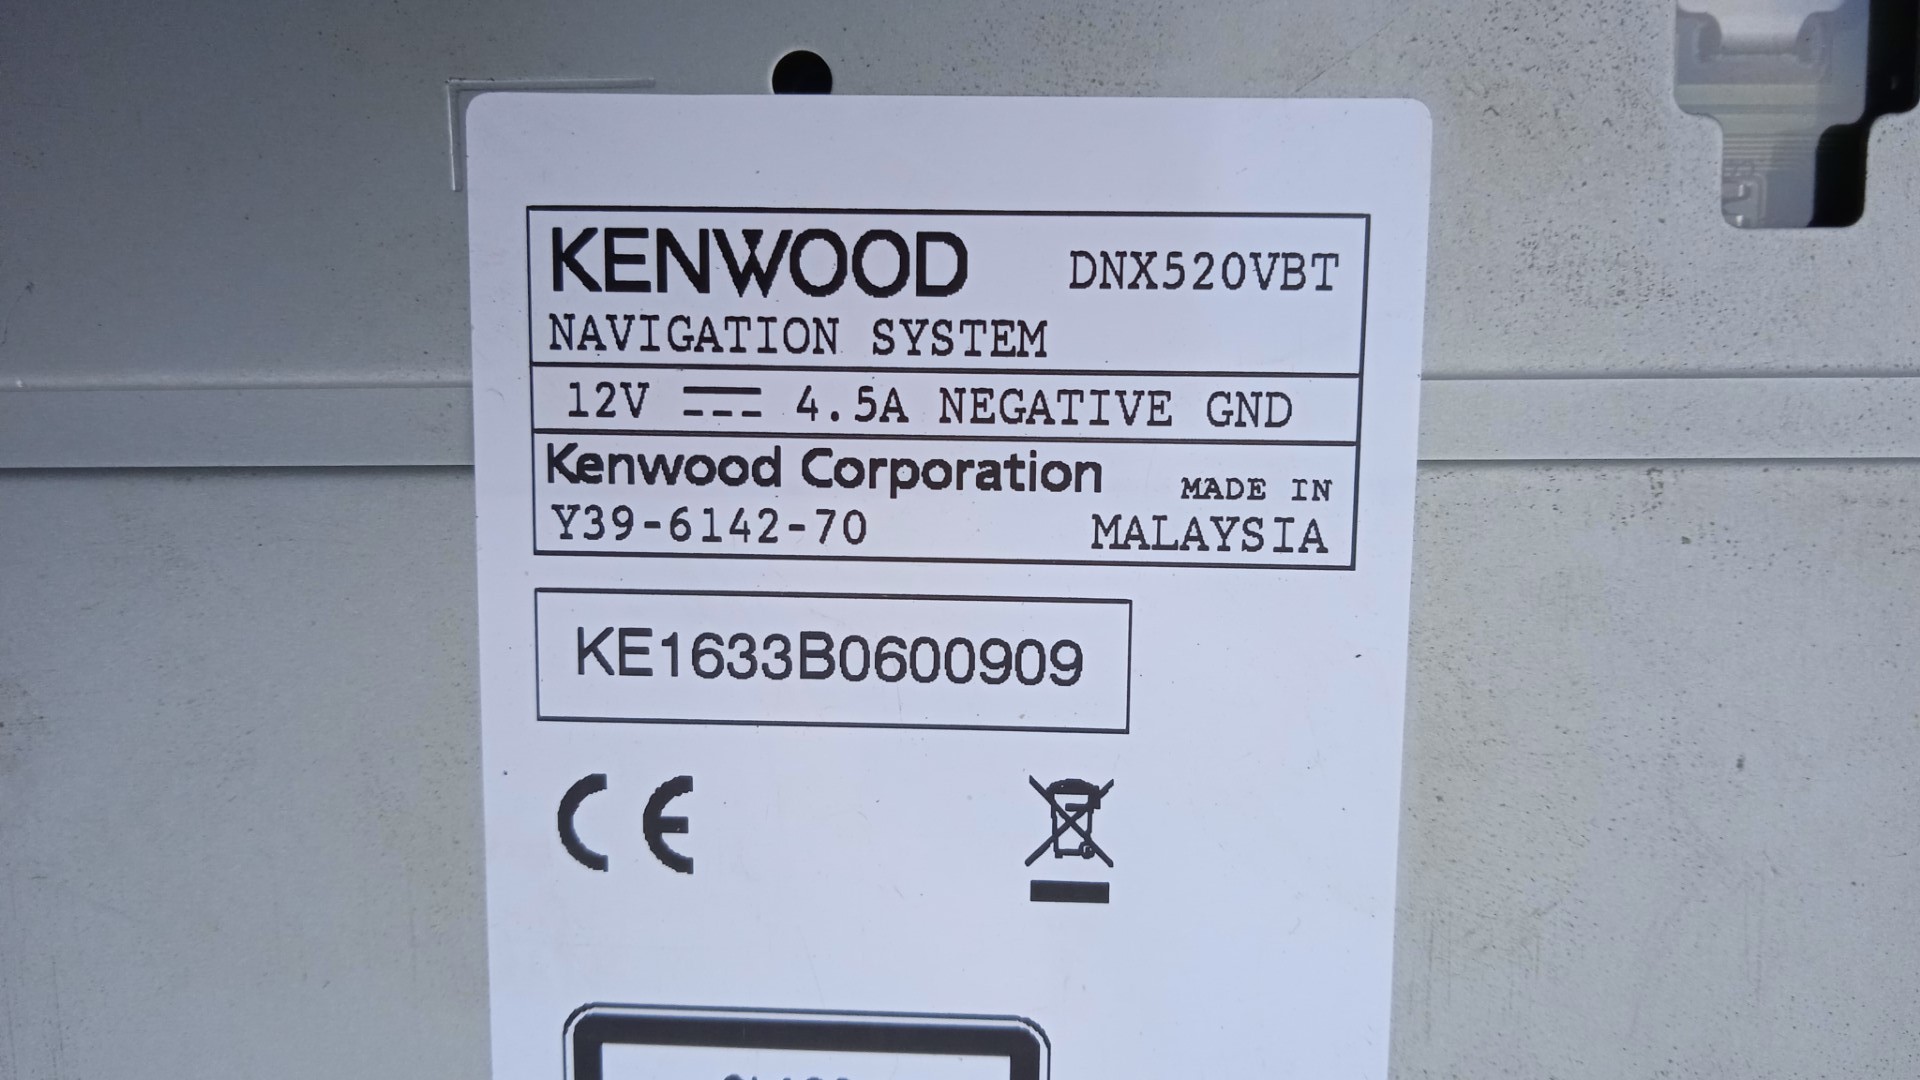 KENWOOD DNX520VBT
NAVIGATION SYSTEM
12V 4.5A NEGATIVE GND
Kenwood Corporation MADE IN
Y39-6142-70 MALAYSIA
KE1633B0600909
CE